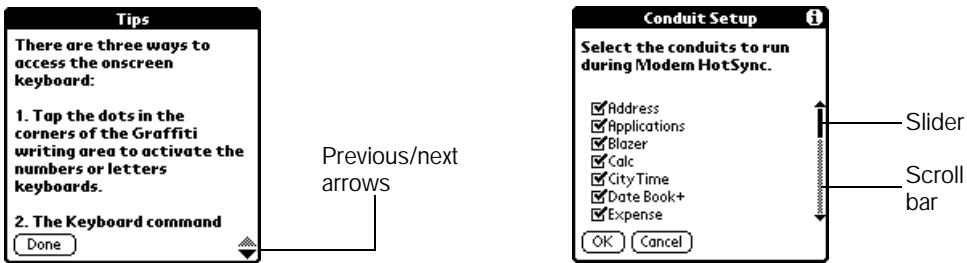 Tips
There are three ways to
access the onscreen
keyboard:
1. Tap the dots in the
corners of the Graffiti
writing area to activate the
numbers or letters
keyboards.
2. The Keyboard command
Done
Previous/next
arrows
Conduit Setup
i
Select the conduits to run
during Modem HotSync.
Address
Applications
Blazer
Calc
CityTime
Date Book+
Expense
OK Cancel
Slider
Scroll
bar